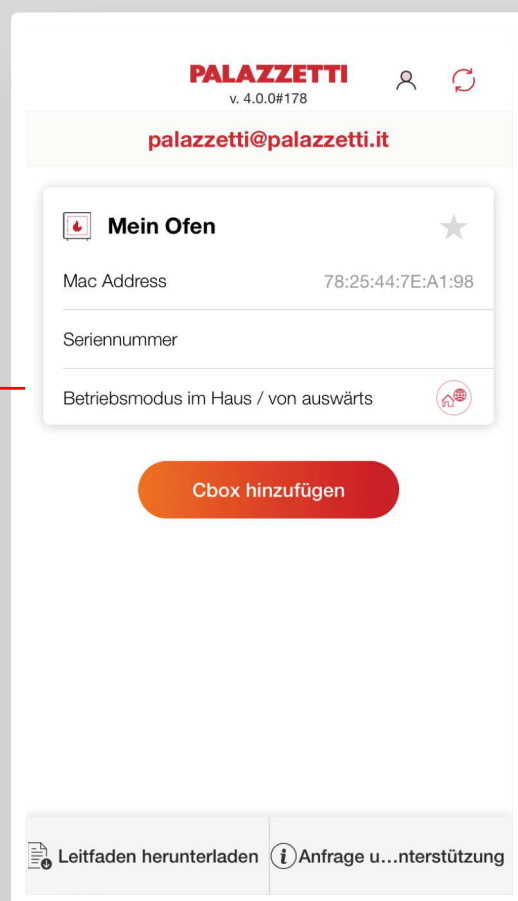 PALAZZETTI
v. 4.0.0#178
palazzetti@palazzetti.it
Mein Ofen
Mac Address 78:25:44:7E:A1:98
Seriennummer
Betriebsmodus im Haus / von auswärts
Cbox hinzufügen
Leitfaden herunterladen Anfrage u…nterstützung